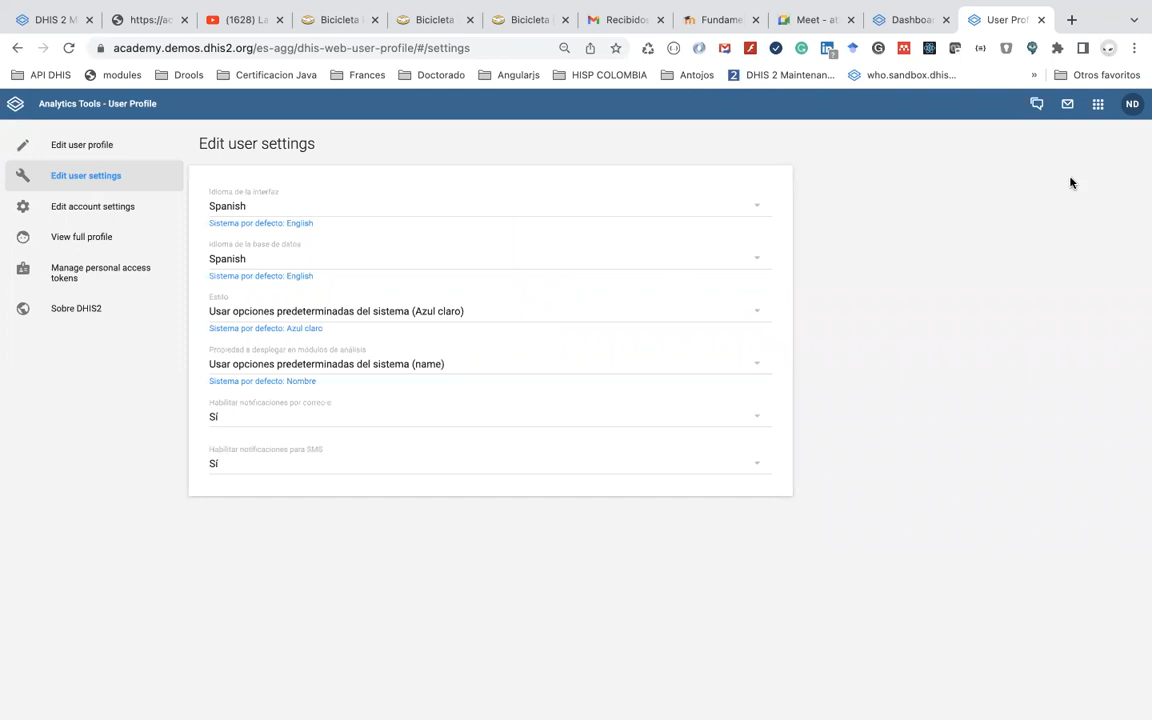 DHIS 2 M
https://ac
(1628) La
Bicicleta
Bicicleta
Bicicleta
Recibidos
Fundame
Meet - ab
Dashboa
User Prof
academy.demos.dhis2.org/es-agg/dhis-web-user-profile/#/settings
API DHIS
modules
Drools
Certificacion Java
Frances
Doctorado
Angularjs
HISP COLOMBIA
Antojos
DHIS 2 Maintenan...
who.sandbox.dhis...
»
Otros favoritos
Analytics Tools - User Profile
ND
Edit user profile
Edit user settings
Edit account settings
View full profile
Manage personal access
tokens
Sobre DHIS2
Edit user settings
Idioma de la interfaz
Spanish
Sistema por defecto: English
Idioma de la base de datos
Spanish
Sistema por defecto: English
Estilo
Usar opciones predeterminadas del sistema (Azul claro)
Sistema por defecto: Azul claro
Propiedad a desplegar en módulos de análisis
Usar opciones predeterminadas del sistema (name)
Sistema por defecto: Nombre
Habilitar notificaciones por correo-e
Sí
Habilitar notificaciones para SMS
Sí